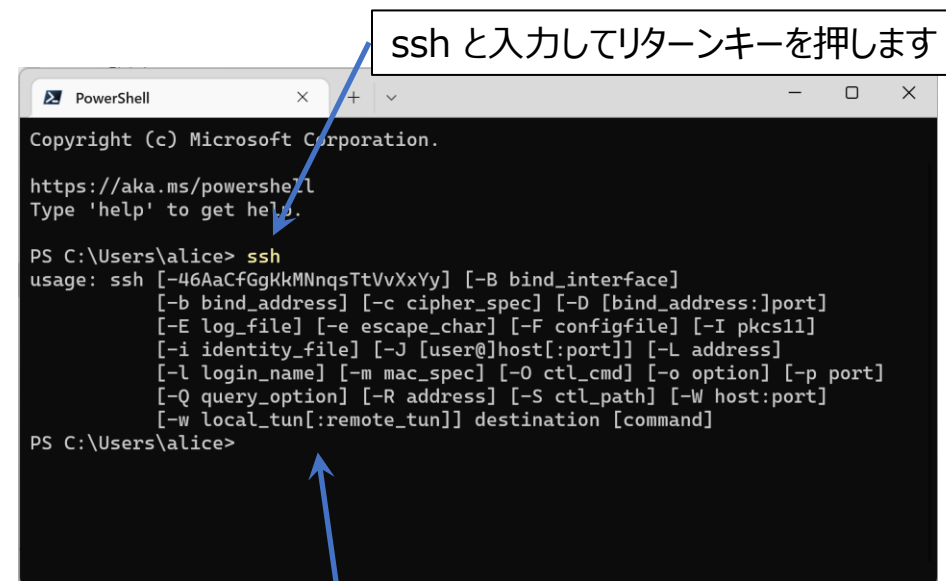 ssh と入力してリターンキーを押します
PowerShell
Copyright (c) Microsoft Corporation.
https://aka.ms/powershell
Type 'help' to get help.
PS C:\Users\alice> ssh
usage: ssh [-46AaCfGgKkMNnqsTtVvXxYy] [-B bind_interface]
           [-b bind_address] [-c cipher_spec] [-D [bind_address:]port]
           [-E log_file] [-e escape_char] [-F configfile] [-I pkcs11]
           [-i identity_file] [-J [user@]host[:port]] [-L address]
           [-l login_name] [-m mac_spec] [-O ctl_cmd] [-o option] [-p port]
           [-Q query_option] [-R address] [-S ctl_path] [-W host:port]
           [-w local_tun[:remote_tun]] destination [command]
PS C:\Users\alice>